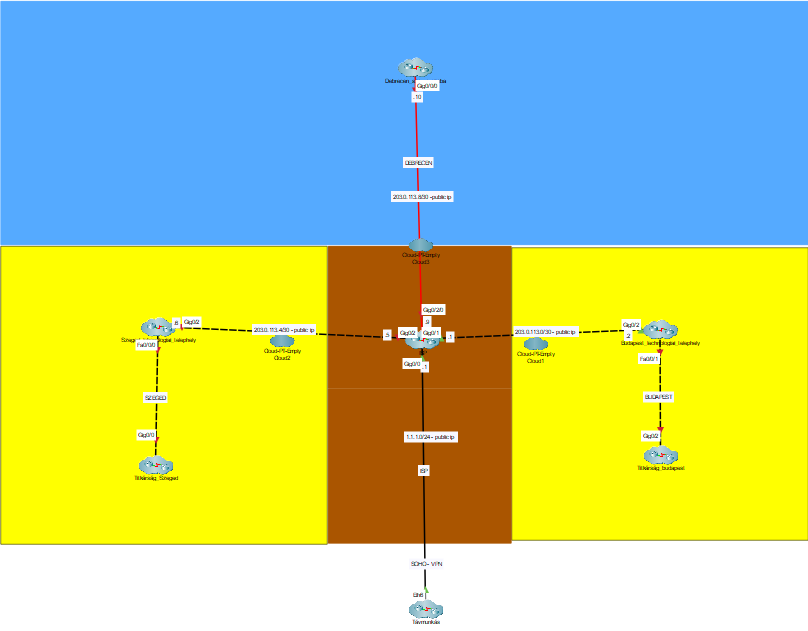 Gig0/0/0
.10
DEBRECEN
203.0.113.8/30 -public ip
Cloud-PT-Empty
Cloud3
Gig0/2/0
.9
.6
Gig0/2
203.0.113.4/30 - public ip
.5
Gig0/2
Gig0/1
.1
203.0.113.0/30 - public ip
Gig0/2
.2
Cloud-PT-Empty
Cloud2
Cloud-PT-Empty
Cloud1
Budapest_technologiai_telephely
Fa0/0/0
Gig0/0
.1
Fa0/0/1
SZEGED
BUDAPEST
Gig0/0
1.1.1.0/24 - public ip
Gig0/2
ISP
Titkárság_Szeged
Titkárság_budapest
SOHO - VPN
Eth6
Távmunkás